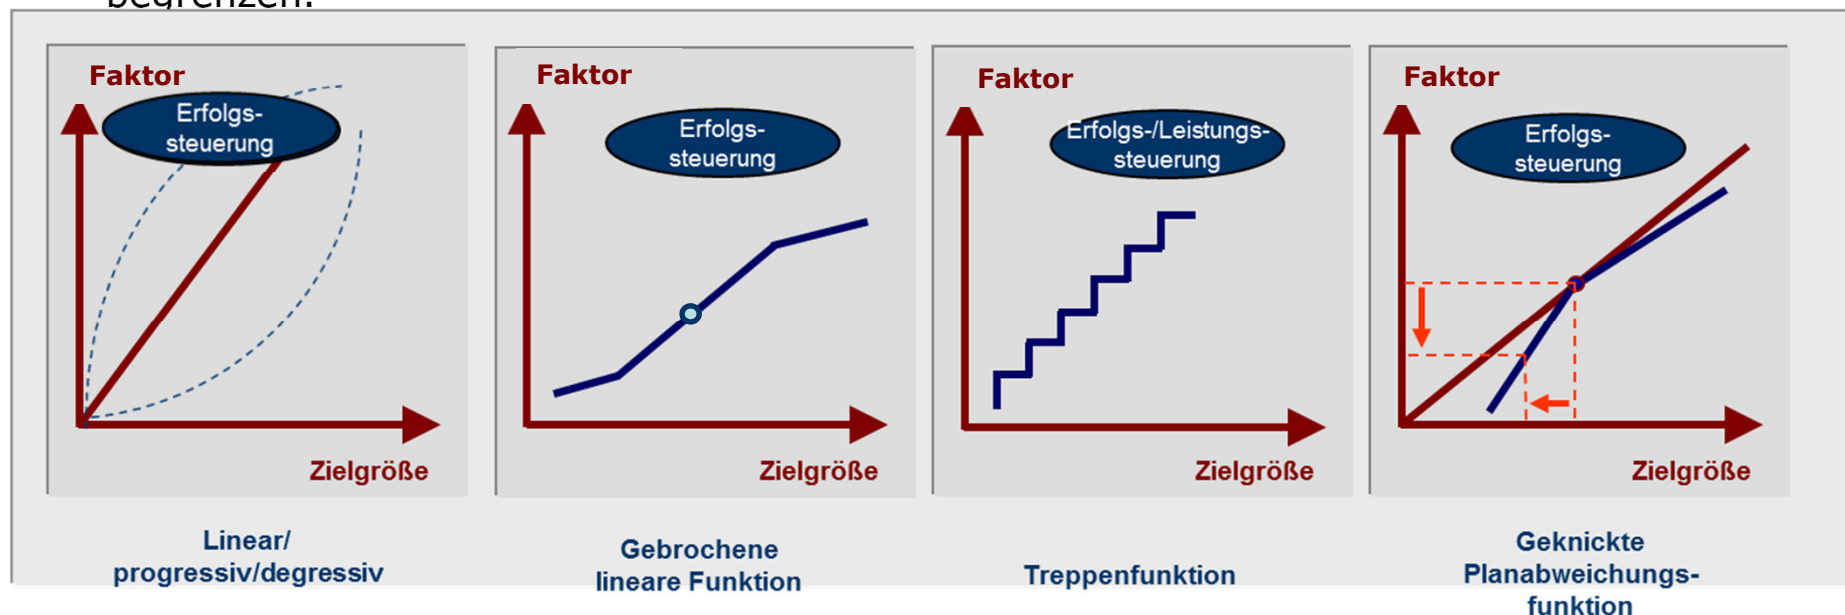 begrenzen.
Faktor
Erfolgs-
steuerung
Zielgröße
Linear/
progressiv/degressiv
Faktor
Erfolgs-
steuerung
Zielgröße
Gebrochene
lineare Funktion
Faktor
Erfolgs-/Leistungs-
steuerung
Zielgröße
Treppenfunktion
Faktor
Erfolgs-
steuerung
Zielgröße
Geknickte
Planabweichungs-
funktion